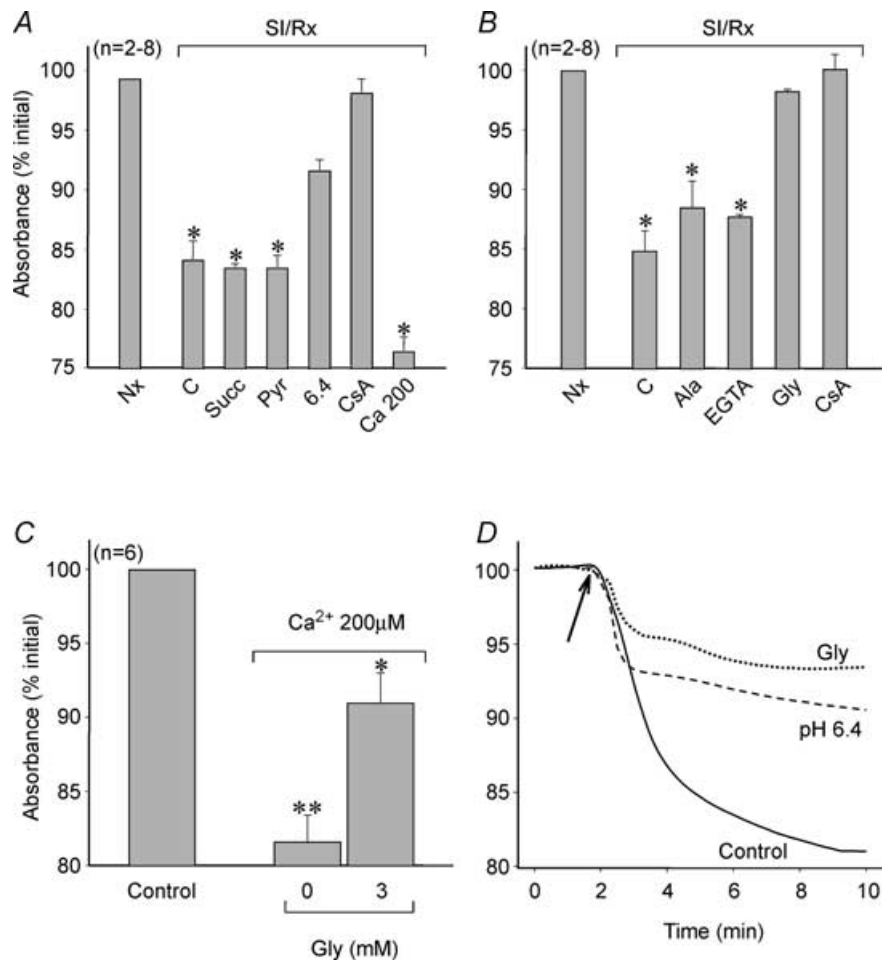 A
SI/Rx
(n=2-8)
Absorbance (% initial)
100
95
90
85
80
75
*
*
*
*
Nx
C
Succ
Pyr
6.4
CsA
Ca 200
B
SI/Rx
(n=2-8)
100
95
90
85
80
75
*
*
*
Nx
C
Ala
EGTA
Gly
CsA
C
(n=6)
Absorbance (% initial)
100
95
90
85
80
Ca²⁺ 200µM
**
*
Control
0
3
Gly (mM)
D
100
95
90
85
80
Gly
pH 6.4
Control
0
2
4
6
8
10
Time (min)